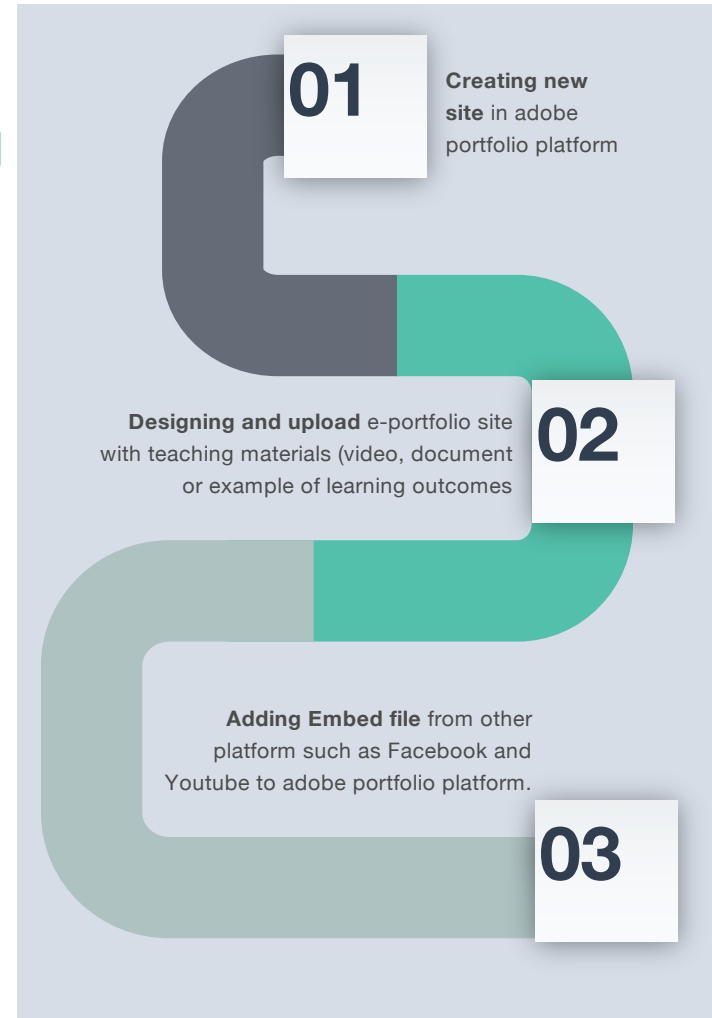 01
Creating new
site in adobe
portfolio platform
Designing and upload e-portfolio site
with teaching materials (video, document
or example of learning outcomes
02
Adding Embed file from other
platform such as Facebook and
Youtube to adobe portfolio platform.
03